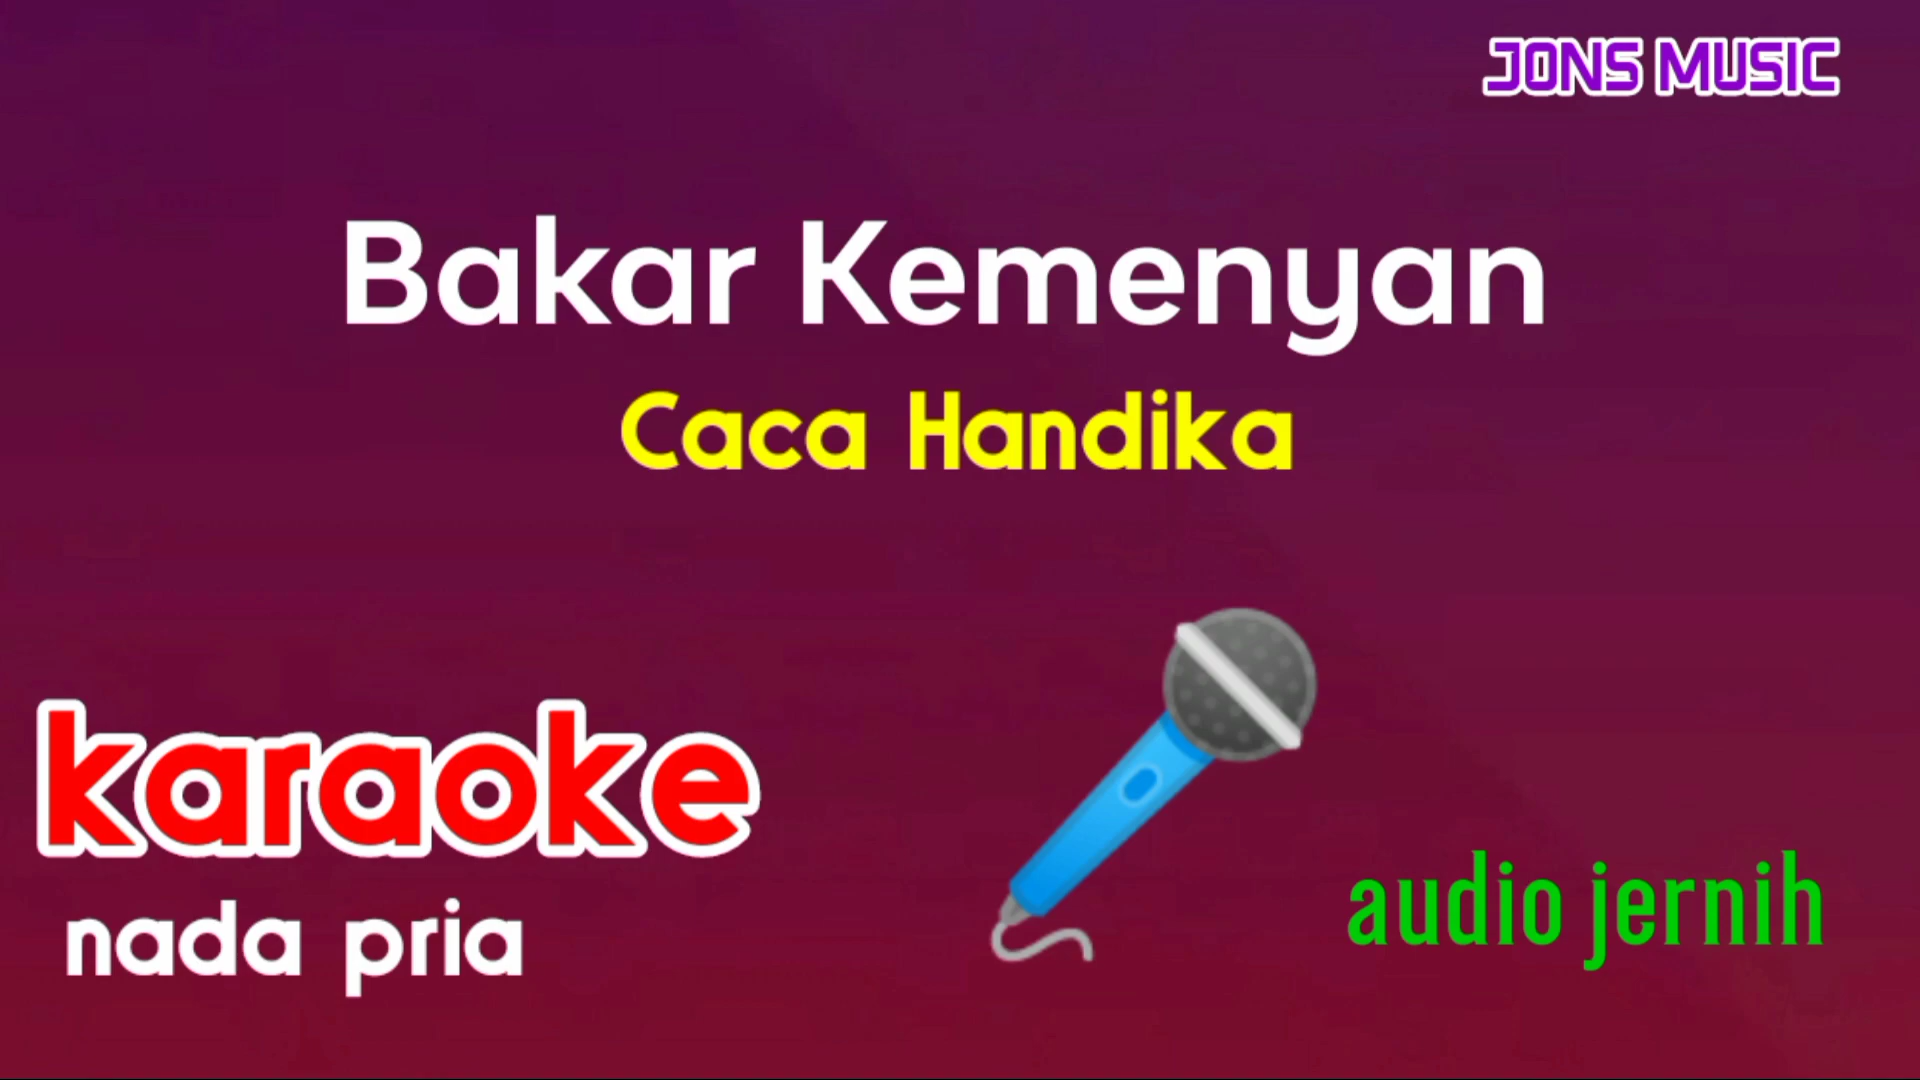 JONS MUSIC
Bakar Kemenyan
Caca Handika
karaoke
nada pria
audio jernih